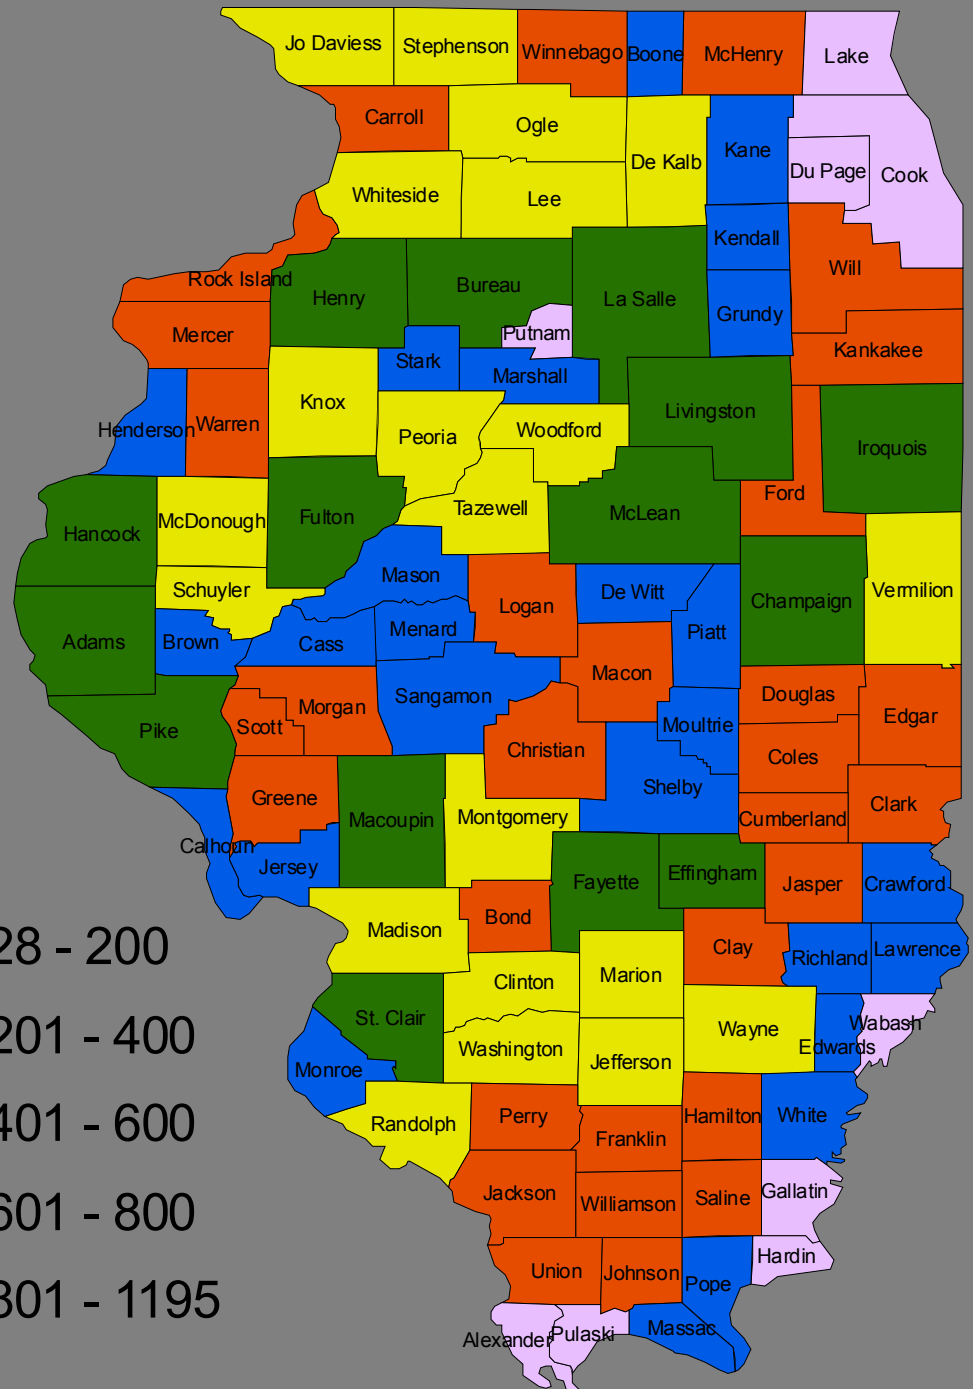 Jo Daviess
Stephenson
Winnebago
Boone
McHenry
Lake
Carroll
Ogle
De Kalb
Kane
Du Page
Cook
Whiteside
Lee
Kendall
Rock Island
Henry
Bureau
La Salle
Will
Mercer
Putnam
Grundy
Kankakee
Stark
Marshall
Henderson
Warren
Knox
Peoria
Woodford
Livingston
Iroquois
Ford
Hancock
McDonough
Fulton
Tazewell
McLean
Schuyler
Mason
Logan
De Witt
Champaign
Vermilion
Adams
Brown
Cass
Menard
Piatt
Macon
Sangamon
Douglas
Edgar
Pike
Scott
Morgan
Christian
Moultrie
Coles
Greene
Macoupin
Montgomery
Shelby
Cumberland
Clark
Calhoun
Jersey
Fayette
Effingham
Jasper
Crawford
Madison
Bond
Clay
Richland
Lawrence
28 - 200
Clinton
Marion
St. Clair
Wayne
Edwards
Wabash
201 - 400
Washington
Jefferson
Monroe
Randolph
Perry
Franklin
Hamilton
White
401 - 600
Jackson
Williamson
Saline
Gallatin
601 - 800
Union
Johnson
Pope
Hardin
801 - 1195
Alexander
Pulaski
Massac